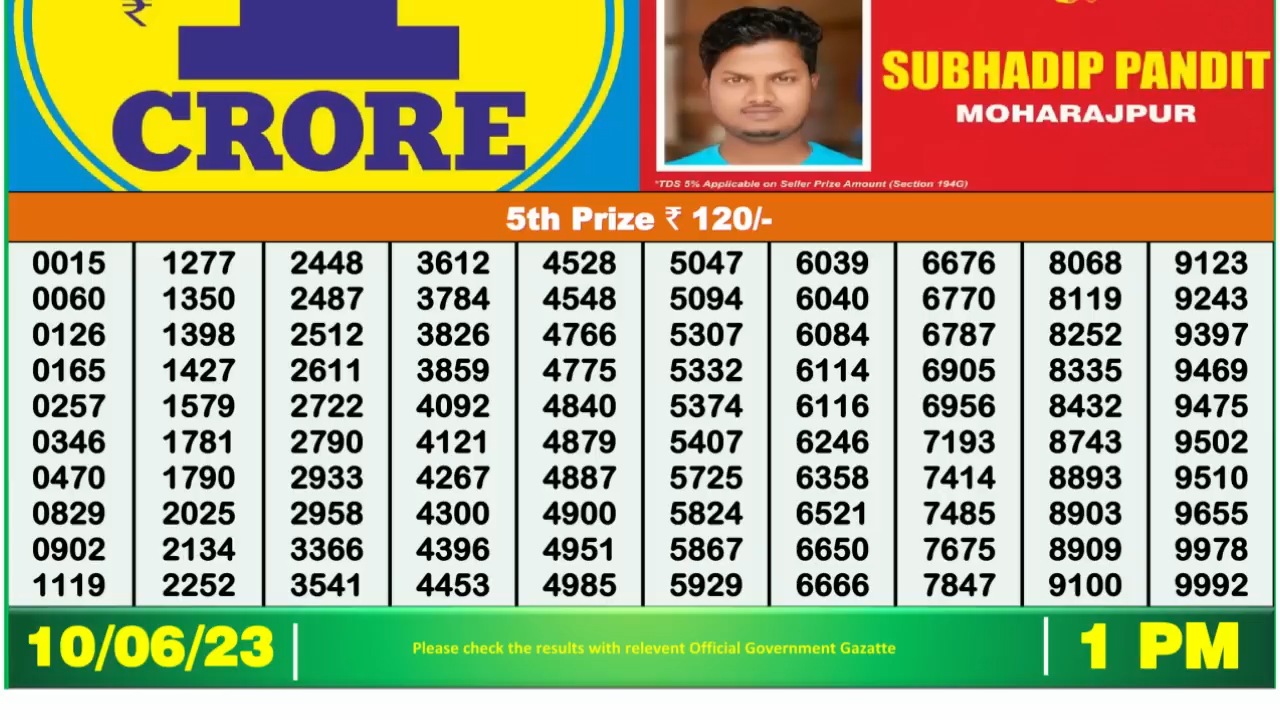 ₹ 1
CRORE
SUBHADIP PANDIT
MOHARAJPUR
*TDS 5% Applicable on Seller Prize Amount (Section 194G)
5th Prize ₹ 120/-
0015 1277 2448 3612 4528 5047 6039 6676 8068 9123
0060 1350 2487 3784 4548 5094 6040 6770 8119 9243
0126 1398 2512 3826 4766 5307 6084 6787 8252 9397
0165 1427 2611 3859 4775 5332 6114 6905 8335 9469
0257 1579 2722 4092 4840 5374 6116 6956 8432 9475
0346 1781 2790 4121 4879 5407 6246 7193 8743 9502
0470 1790 2933 4267 4887 5725 6358 7414 8893 9510
0829 2025 2958 4300 4900 5824 6521 7485 8903 9655
0902 2134 3366 4396 4951 5867 6650 7675 8909 9978
1119 2252 3541 4453 4985 5929 6666 7847 9100 9992
10/06/23 Please check the results with relevent Official Government Gazatte 1 PM